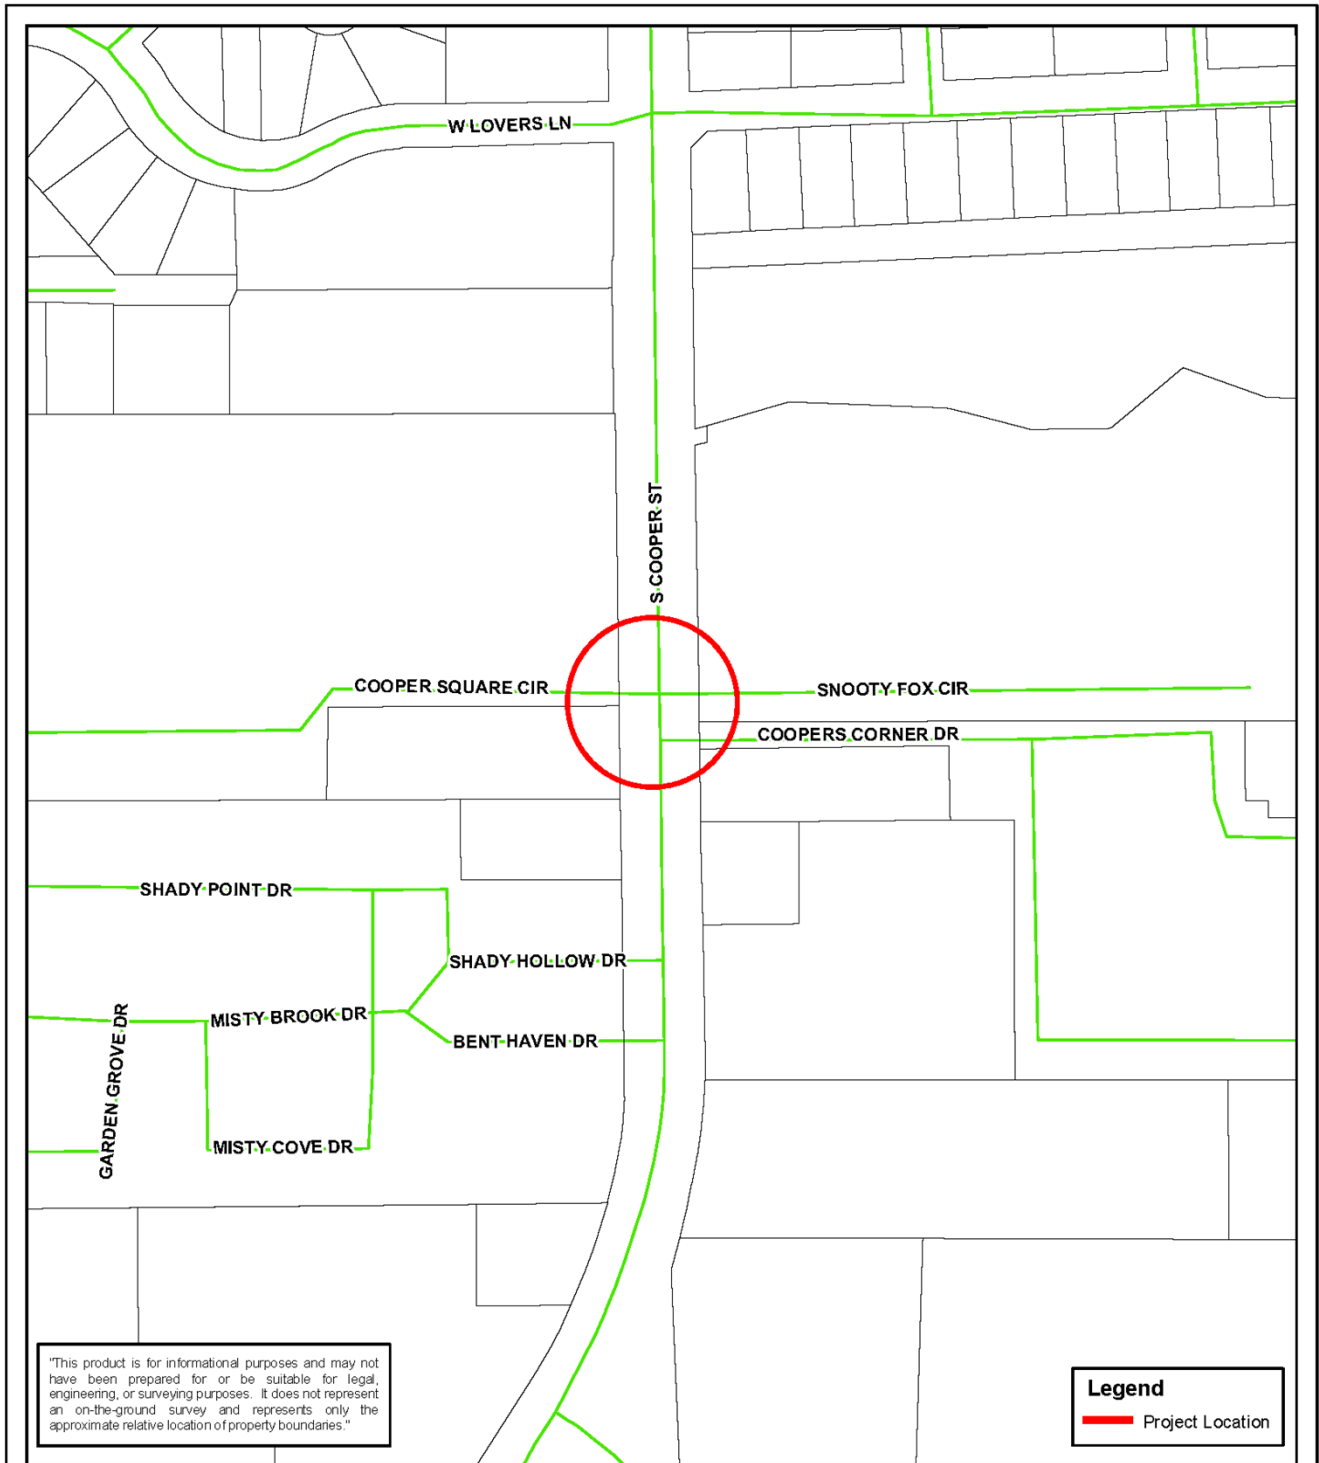 W LOVERS LN
S COOPER ST
COOPER SQUARE CIR
SNOOTY FOX CIR
COOPERS CORNER DR
SHADY POINT DR
SHADY HOLLOW DR
GARDEN GROVE DR
MISTY BROOK DR
BENT HAVEN DR
MISTY COVE DR
"This product is for informational purposes and may not
have been prepared for or be suitable for legal,
engineering, or surveying purposes. It does not represent
an on-the-ground survey and represents only the
approximate relative location of property boundaries."
Legend
Project Location